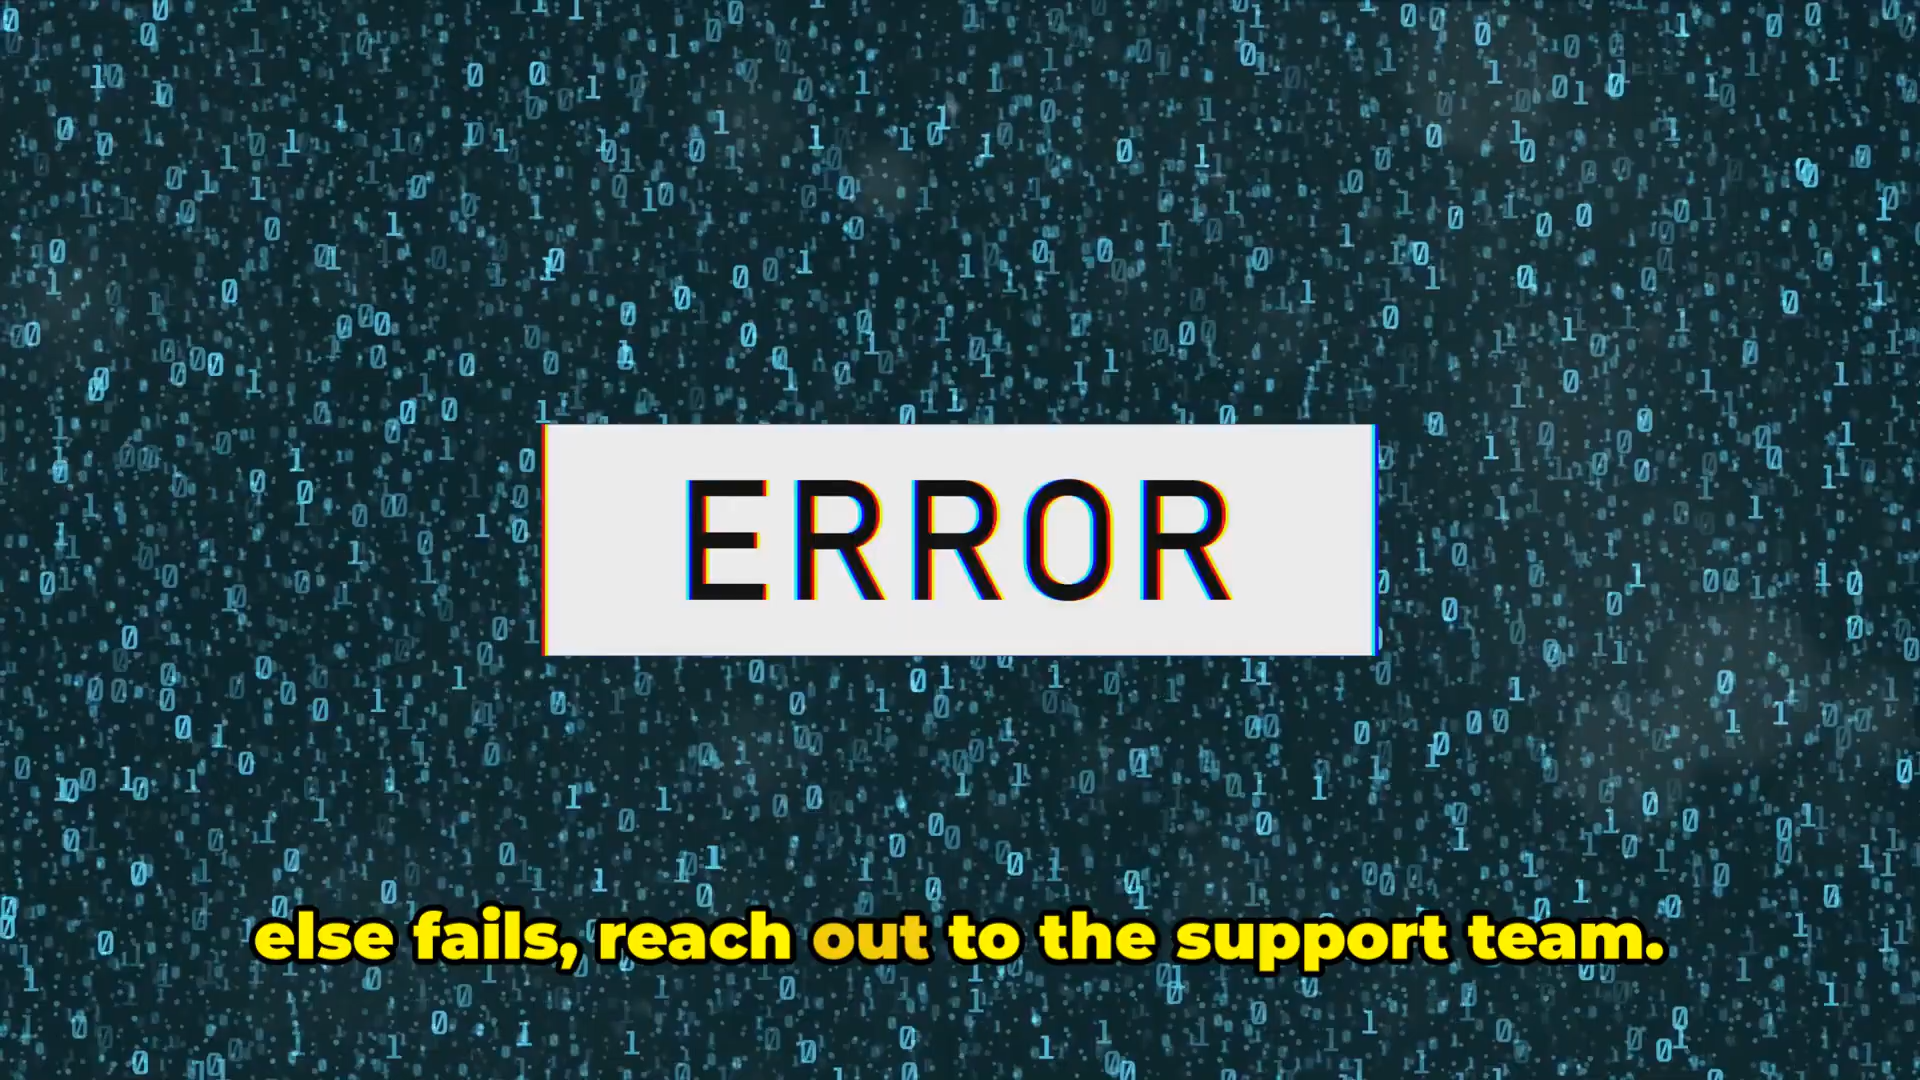 ERROR
else fails, reach out to the support team.